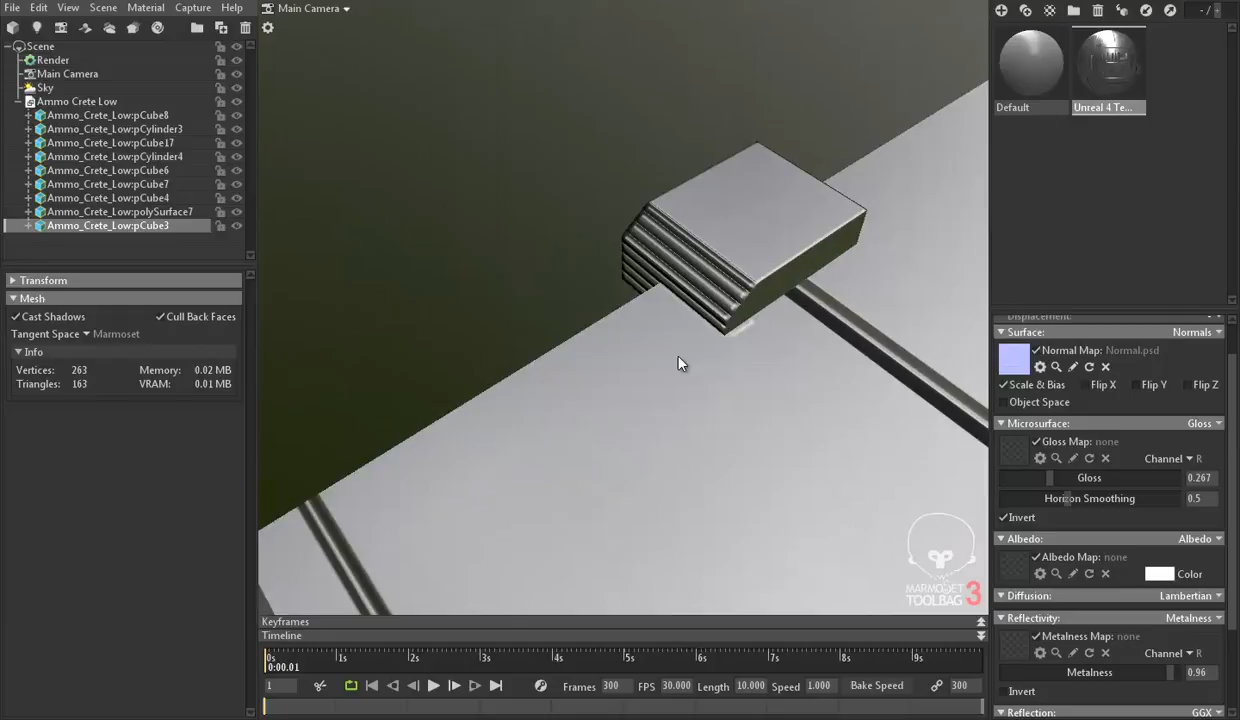 File Edit View Scene Material Capture Help
Main Camera
Scene
Render
Main Camera
Sky
Ammo Crete Low
Ammo_Crete_Low:pCube8
Ammo_Crete_Low:pCylinder3
Ammo_Crete_Low:pCube17
Ammo_Crete_Low:pCylinder4
Ammo_Crete_Low:pCube6
Ammo_Crete_Low:pCube7
Ammo_Crete_Low:pCube4
Ammo_Crete_Low:polySurface7
Ammo_Crete_Low:pCube3
Transform
Mesh
Cast Shadows Cull Back Faces
Tangent Space Marmoset
Info
Vertices: 263 Memory: 0.02 MB
Triangles: 163 VRAM: 0.01 MB
MARMOSET
TOOLBAG 3
Keyframes
Timeline
0s 1s 2s 3s 4s 5s 6s 7s 8s 9s
0:00.01
1 Frames 300 FPS 30.000 Length 10.000 Speed 1.000 Bake Speed 300
- /
Default Unreal 4 Te...
Displacement:
Surface: Normals
Normal Map: Normal.psd
Scale & Bias Flip X Flip Y Flip Z
Object Space
Microsurface: Gloss
Gloss Map: none
Channel R
Gloss 0.267
Horizon Smoothing 0.5
Invert
Albedo: Albedo
Albedo Map: none
Color
Diffusion: Lambertian
Reflectivity: Metalness
Metalness Map: none
Channel R
Metalness 0.96
Invert
Reflection: GGX